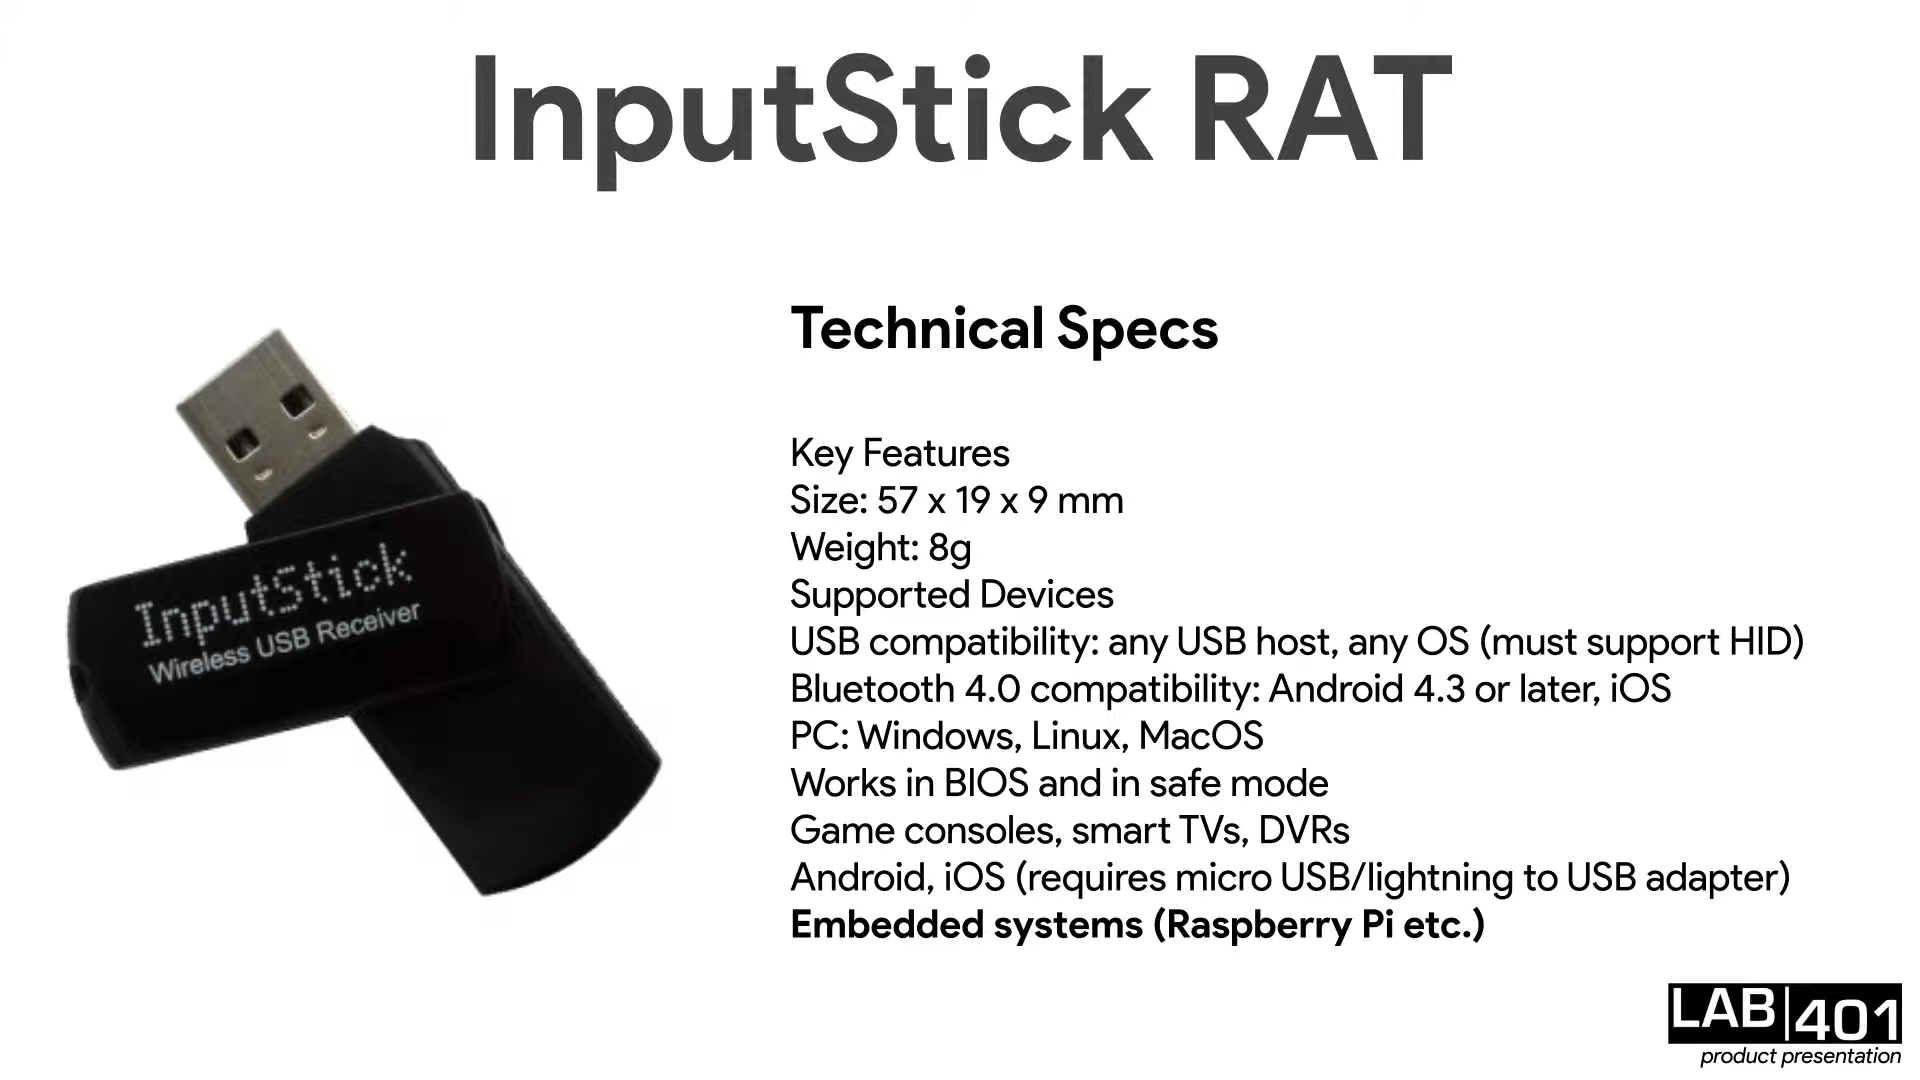 InputStick RAT
Technical Specs
Key Features
Size: 57 x 19 x 9 mm
Weight: 8g
Supported Devices
USB compatibility: any USB host, any OS (must support HID)
Bluetooth 4.0 compatibility: Android 4.3 or later, iOS
PC: Windows, Linux, MacOS
Works in BIOS and in safe mode
Game consoles, smart TVs, DVRs
Android, iOS (requires micro USB/lightning to USB adapter)
Embedded systems (Raspberry Pi etc.)
InputStick
Wireless USB Receiver
LAB|401
product presentation